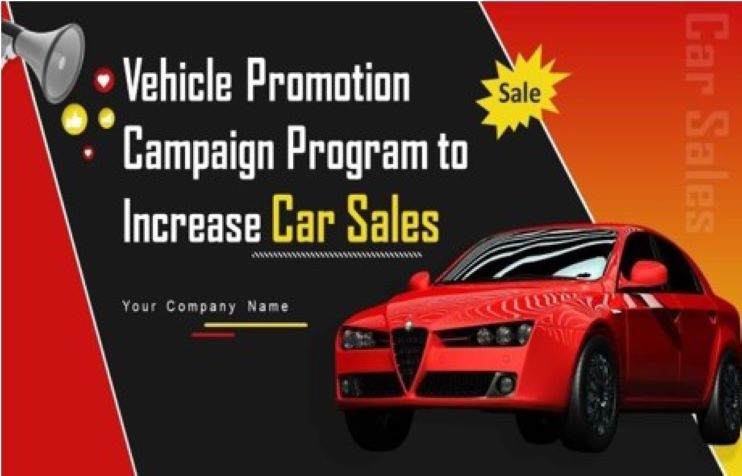 Vehicle Promotion
Campaign Program to
Increase Car Sales
Sale
Your Company Name
Car Sales